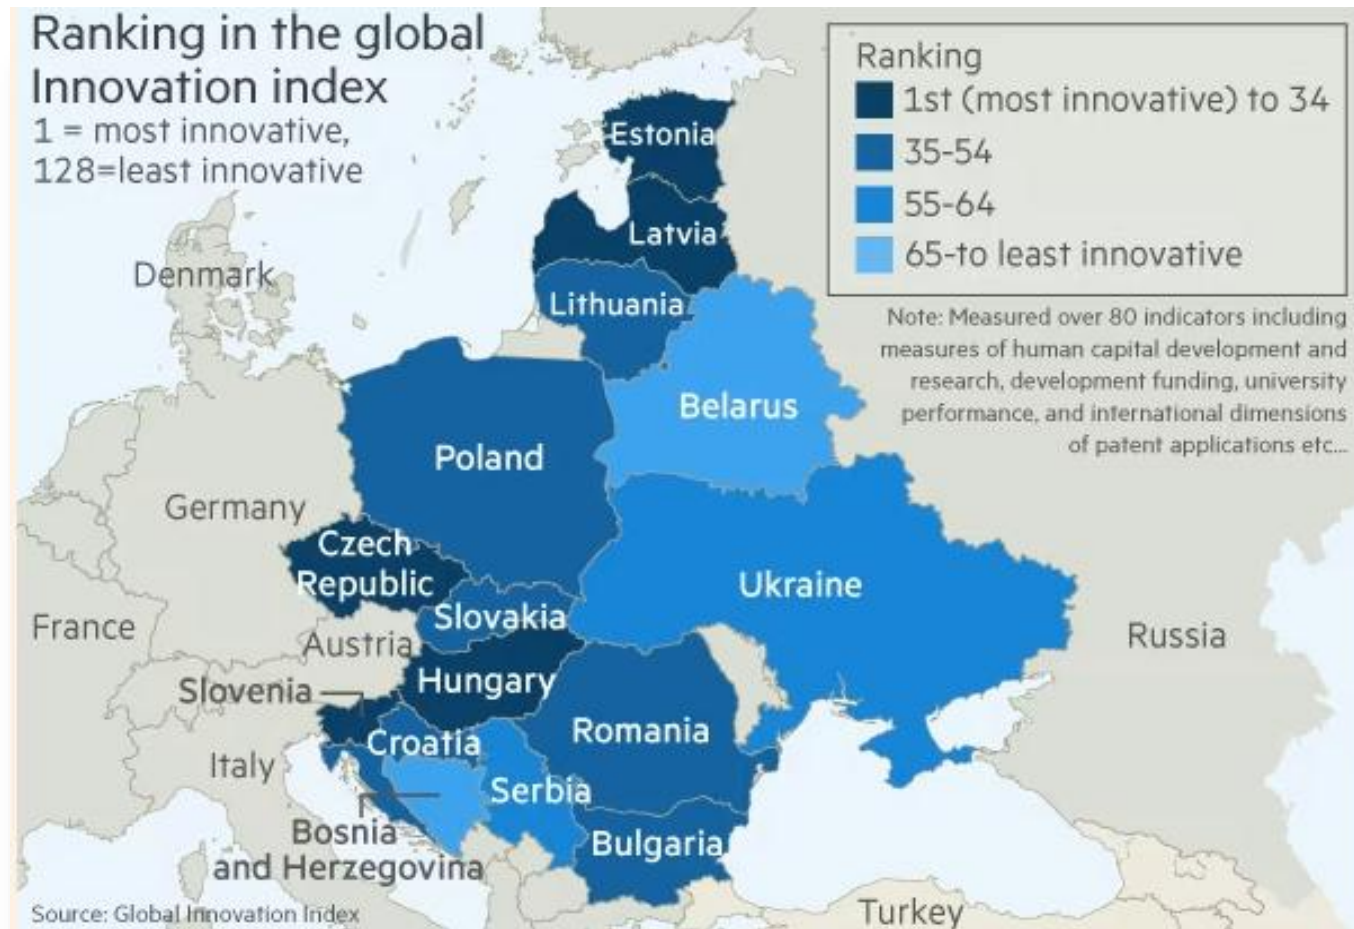 Ranking in the global
Innovation index
1 = most innovative,
128=least innovative
Ranking
1st (most innovative) to 34
35-54
55-64
65-to least innovative
Note: Measured over 80 indicators including
measures of human capital development and
research, development funding, university
performance, and international dimensions
of patent applications etc...
Estonia
Latvia
Denmark
Lithuania
Belarus
Poland
Germany
Czech
Republic
Ukraine
Slovakia
France
Austria
Russia
Slovenia
Hungary
Romania
Croatia
Italy
Serbia
Bosnia
and Herzegovina
Bulgaria
Source: Global Innovation Index
Turkey